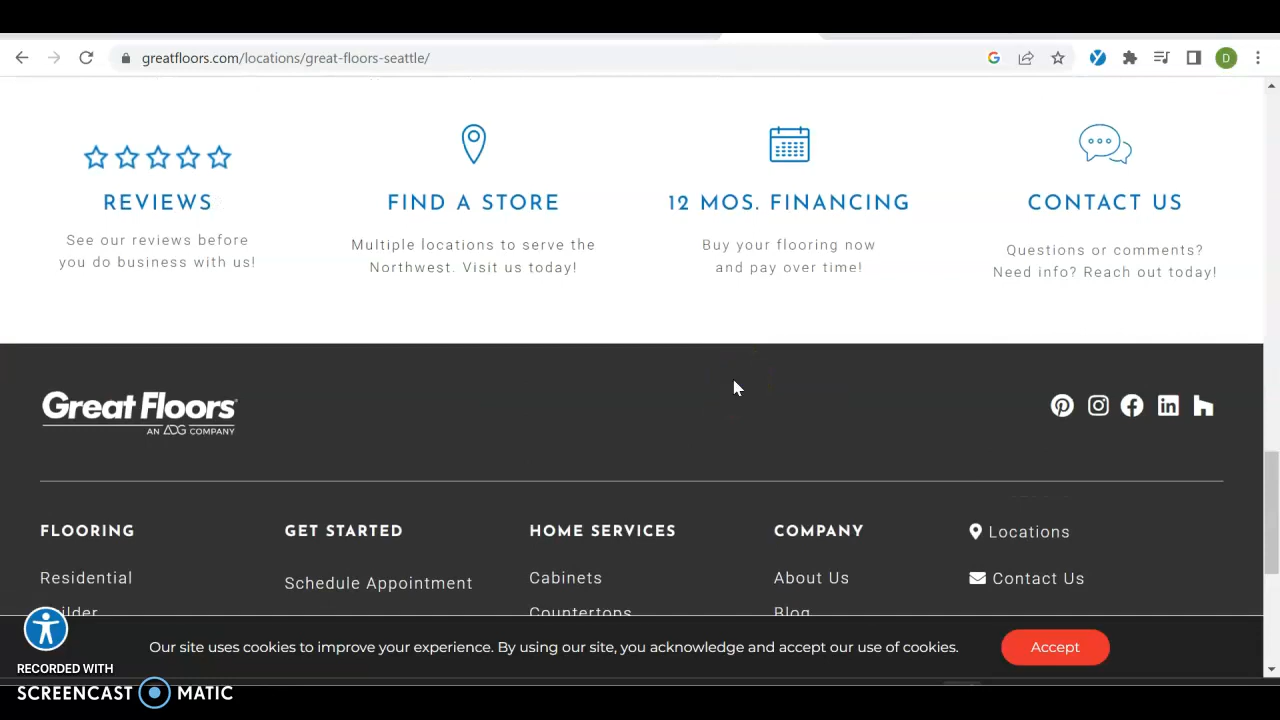 greatfloors.com/locations/great-floors-seattle/
D
REVIEWS
See our reviews before
you do business with us!
FIND A STORE
Multiple locations to serve the
Northwest. Visit us today!
12 MOS. FINANCING
Buy your flooring now
and pay over time!
CONTACT US
Questions or comments?
Need info? Reach out today!
Great Floors
AN ADG COMPANY
FLOORING
Residential
GET STARTED
Schedule Appointment
HOME SERVICES
Cabinets
Countertops
COMPANY
About Us
Blog
Locations
Contact Us
Our site uses cookies to improve your experience. By using our site, you acknowledge and accept our use of cookies.
Accept
RECORDED WITH
SCREENCAST MATIC